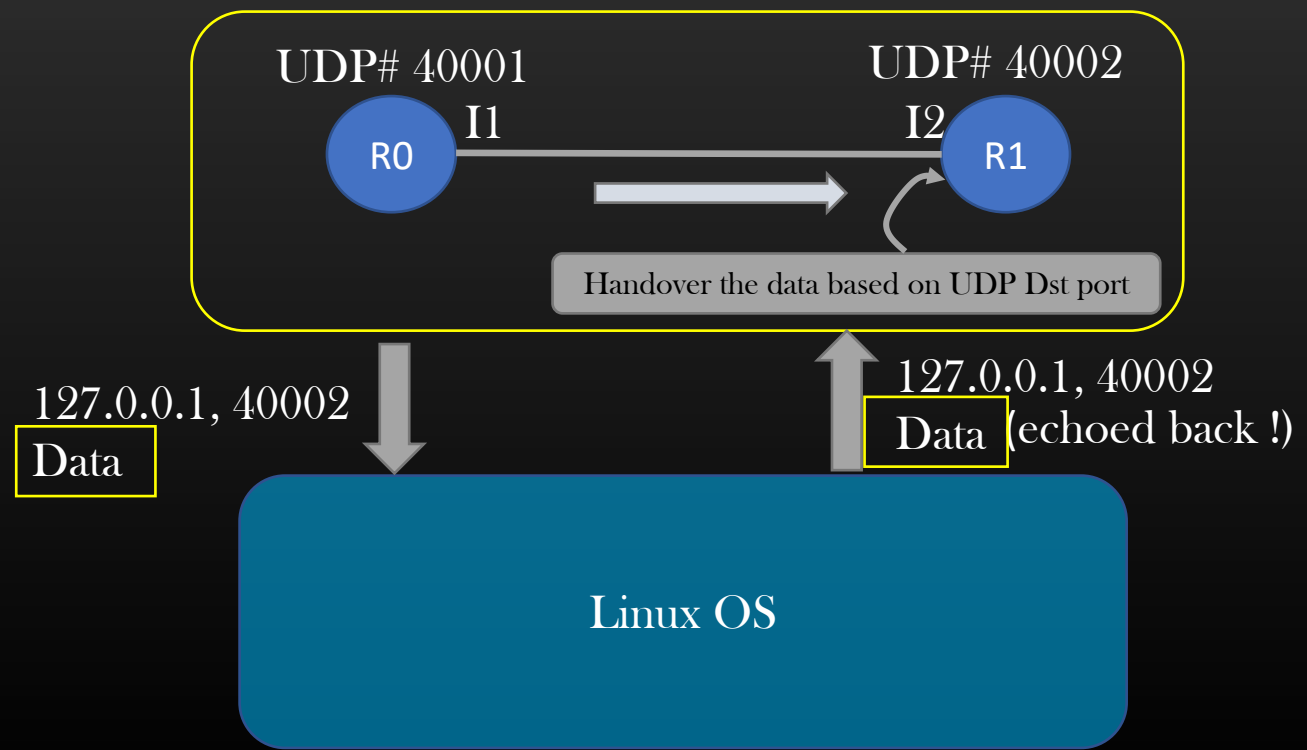 UDP# 40001
UDP# 40002
I1
I2
R0
R1
Handover the data based on UDP Dst port
127.0.0.1, 40002
Data
127.0.0.1, 40002
Data (echoed back !)
Linux OS